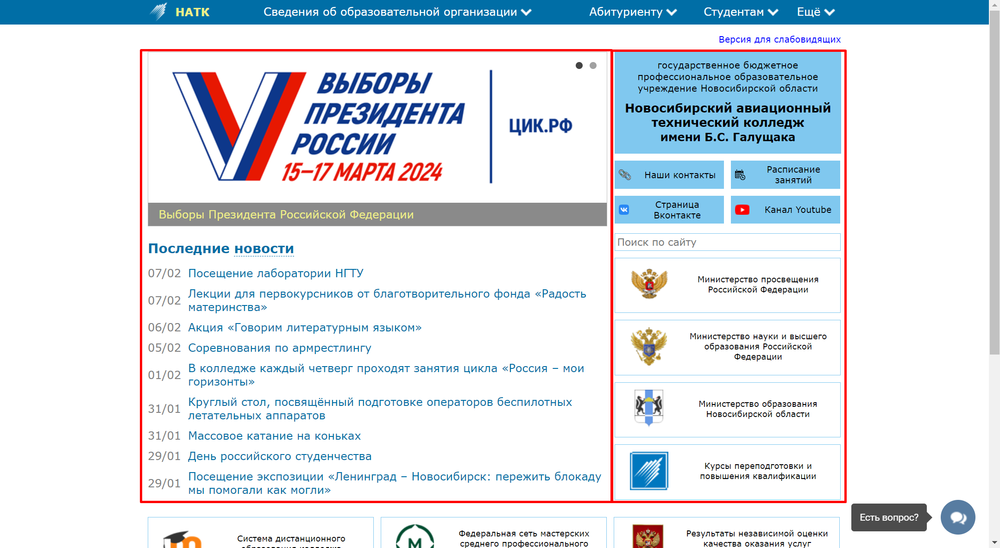 НАТК
Сведения об образовательной организации
Абитуриенту
Студентам
Ещё
Версия для слабовидящих
ВЫБОРЫ
ПРЕЗИДЕНТА
РОССИИ
15–17 МАРТА 2024
ЦИК.РФ
Выборы Президента Российской Федерации
Последние новости
07/02 Посещение лаборатории НГТУ
07/02 Лекции для первокурсников от благотворительного фонда «Радость
материнства»
06/02 Акция «Говорим литературным языком»
05/02 Соревнования по армрестлингу
01/02 В колледже каждый четверг проходят занятия цикла «Россия – мои
горизонты»
31/01 Круглый стол, посвящённый подготовке операторов беспилотных
летательных аппаратов
31/01 Массовое катание на коньках
29/01 День российского студенчества
29/01 Посещение экспозиции «Ленинград – Новосибирск: пережить блокаду
мы помогали как могли»
государственное бюджетное
профессиональное образовательное
учреждение Новосибирской области
Новосибирский авиационный
технический колледж
имени Б.С. Галущака
Наши контакты
Расписание
занятий
Страница
Вконтакте
Канал Youtube
Поиск по сайту
Министерство просвещения
Российской Федерации
Министерство науки и высшего
образования Российской
Федерации
Министерство образования
Новосибирской области
Курсы переподготовки и
повышения квалификации
Есть вопрос?
Система дистанционного
образования колледжа
М
Федеральная сеть мастерских
среднего профессионального
Результаты независимой оценки
качества оказания услуг